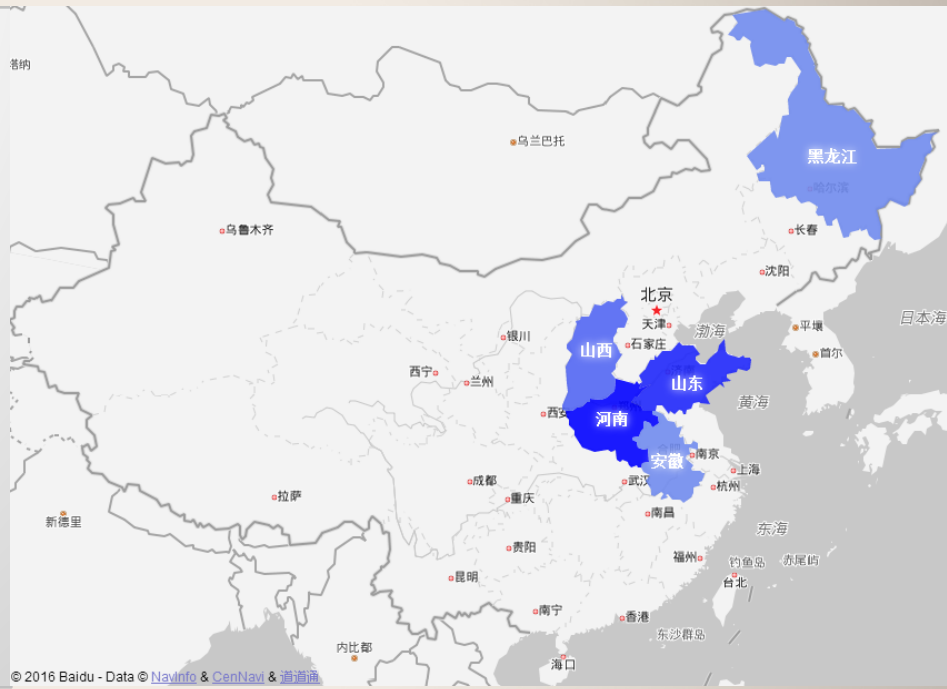 塔纳
乌兰巴托
黑龙江
哈尔滨
乌鲁木齐
长春
沈阳
北京
天津
渤海
日本海
平壤
首尔
银川
山西
石家庄
西宁
兰州
山东
黄海
西安
河南
安徽
南京
上海
成都
武汉
杭州
拉萨
重庆
南昌
新德里
东海
贵阳
福州
钓鱼岛
赤尾屿
昆明
台北
南宁
香港
东沙群岛
内比都
海口
© 2016 Baidu - Data © NavInfo & CenNavi & 道道通